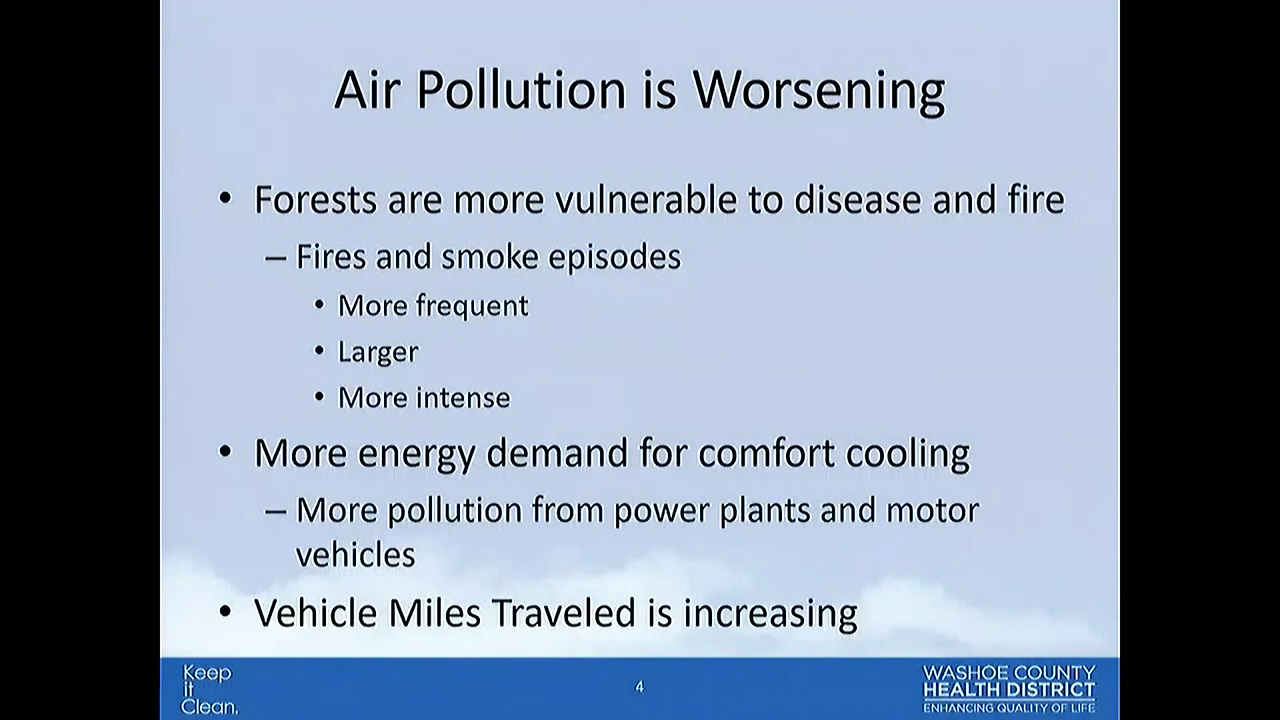 Air Pollution is Worsening
• Forests are more vulnerable to disease and fire
– Fires and smoke episodes
• More frequent
• Larger
• More intense
• More energy demand for comfort cooling
– More pollution from power plants and motor
vehicles
• Vehicle Miles Traveled is increasing
Keep
it
Clean.
4
WASHOE COUNTY
HEALTH DISTRICT
ENHANCING QUALITY OF LIFE